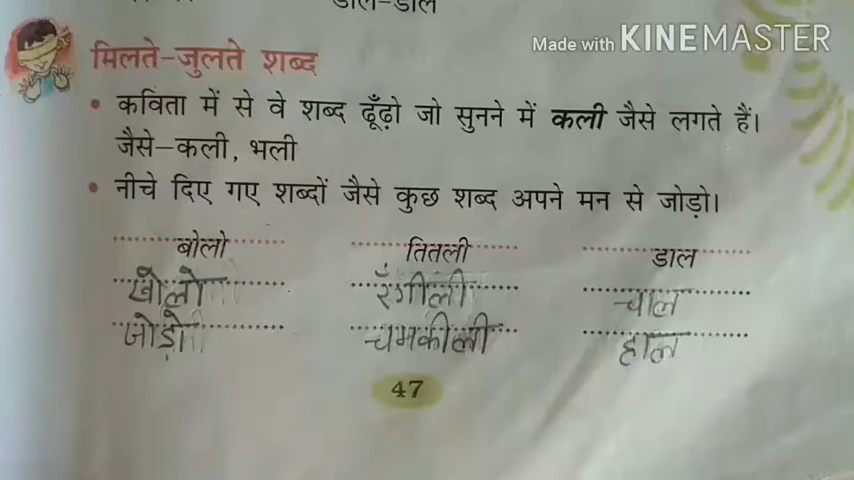 डाल-डाल
Made with KINEMASTER
मिलते-जुलते शब्द
• कविता में से वे शब्द ढूँढ़ो जो सुनने में कली जैसे लगते हैं।
जैसे–कली, भली
• नीचे दिए गए शब्दों जैसे कुछ शब्द अपने मन से जोड़ो।
बोलो तितली डाल
खोलो रँगीली चाल
जोड़ो चमकीली हाल
47